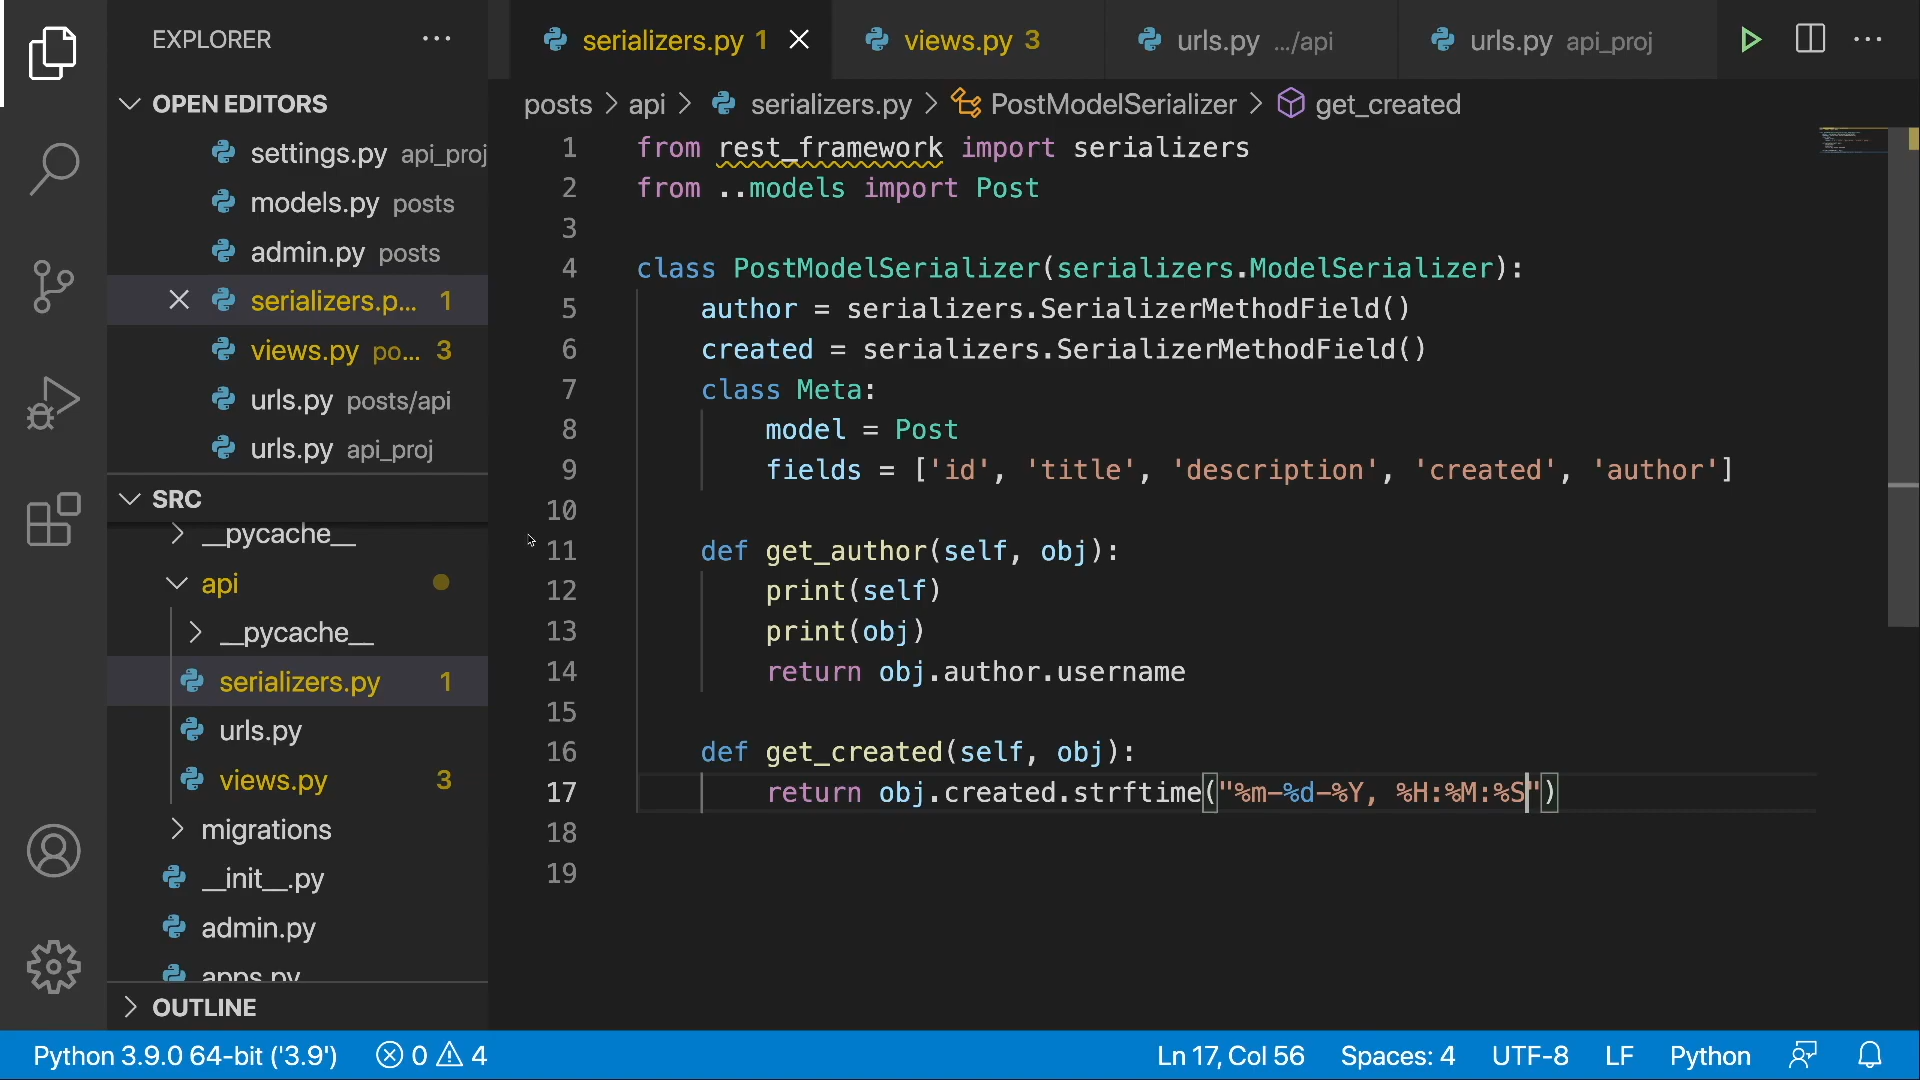 EXPLORER
OPEN EDITORS
settings.py api_proj
models.py posts
admin.py posts
serializers.p... 1
views.py po... 3
urls.py posts/api
urls.py api_proj
SRC
__pycache__
api
__pycache__
serializers.py 1
urls.py
views.py 3
migrations
__init__.py
admin.py
apps.py
OUTLINE
serializers.py 1
views.py 3
urls.py .../api
urls.py api_proj
posts > api > serializers.py > PostModelSerializer > get_created
1 from rest_framework import serializers
2 from ..models import Post
3
4 class PostModelSerializer(serializers.ModelSerializer):
5     author = serializers.SerializerMethodField()
6     created = serializers.SerializerMethodField()
7     class Meta:
8         model = Post
9         fields = ['id', 'title', 'description', 'created', 'author']
10
11     def get_author(self, obj):
12         print(self)
13         print(obj)
14         return obj.author.username
15
16     def get_created(self, obj):
17         return obj.created.strftime("%m-%d-%Y, %H:%M:%S")
18
19
Python 3.9.0 64-bit ('3.9') 0 4 Ln 17, Col 56 Spaces: 4 UTF-8 LF Python